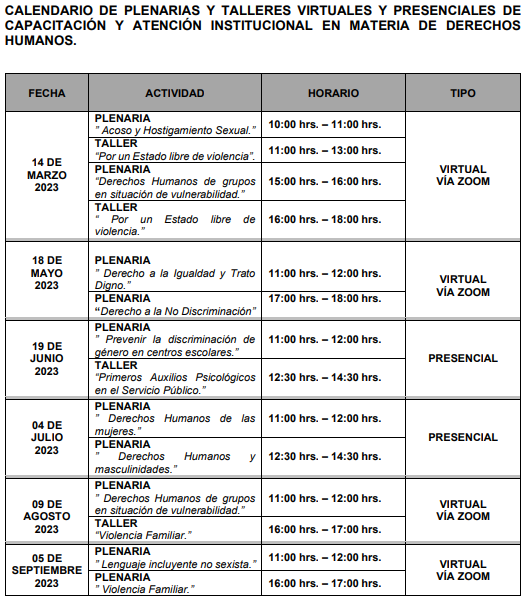 CALENDARIO DE PLENARIAS Y TALLERES VIRTUALES Y PRESENCIALES DE
CAPACITACIÓN Y ATENCIÓN INSTITUCIONAL EN MATERIA DE DERECHOS
HUMANOS.
FECHA ACTIVIDAD HORARIO TIPO
14 DE
MARZO
2023
PLENARIA
" Acoso y Hostigamiento Sexual."
10:00 hrs. – 11:00 hrs.
TALLER
"Por un Estado libre de violencia".
11:00 hrs. – 13:00 hrs.
PLENARIA
"Derechos Humanos de grupos
en situación de vulnerabilidad."
15:00 hrs. – 16:00 hrs.
TALLER
" Por un Estado libre de
violencia."
16:00 hrs. – 18:00 hrs.
VIRTUAL
VÍA ZOOM
18 DE
MAYO
2023
PLENARIA
" Derecho a la Igualdad y Trato
Digno."
11:00 hrs. – 12:00 hrs.
PLENARIA
"Derecho a la No Discriminación"
17:00 hrs. – 18:00 hrs.
VIRTUAL
VÍA ZOOM
19 DE
JUNIO
2023
PLENARIA
" Prevenir la discriminación de
género en centros escolares."
11:00 hrs. – 12:00 hrs.
TALLER
"Primeros Auxilios Psicológicos
en el Servicio Público."
12:30 hrs. – 14:30 hrs.
PRESENCIAL
04 DE
JULIO
2023
PLENARIA
" Derechos Humanos de las
mujeres."
11:00 hrs. – 12:00 hrs.
PLENARIA
" Derechos Humanos y
masculinidades."
12:30 hrs. – 14:30 hrs.
PRESENCIAL
09 DE
AGOSTO
2023
PLENARIA
" Derechos Humanos de grupos
en situación de vulnerabilidad."
11:00 hrs. – 12:00 hrs.
TALLER
"Violencia Familiar."
16:00 hrs. – 17:00 hrs.
VIRTUAL
VÍA ZOOM
05 DE
SEPTIEMBRE
2023
PLENARIA
" Lenguaje incluyente no sexista."
11:00 hrs. – 12:00 hrs.
PLENARIA
" Violencia Familiar."
16:00 hrs. – 17:00 hrs.
VIRTUAL
VÍA ZOOM